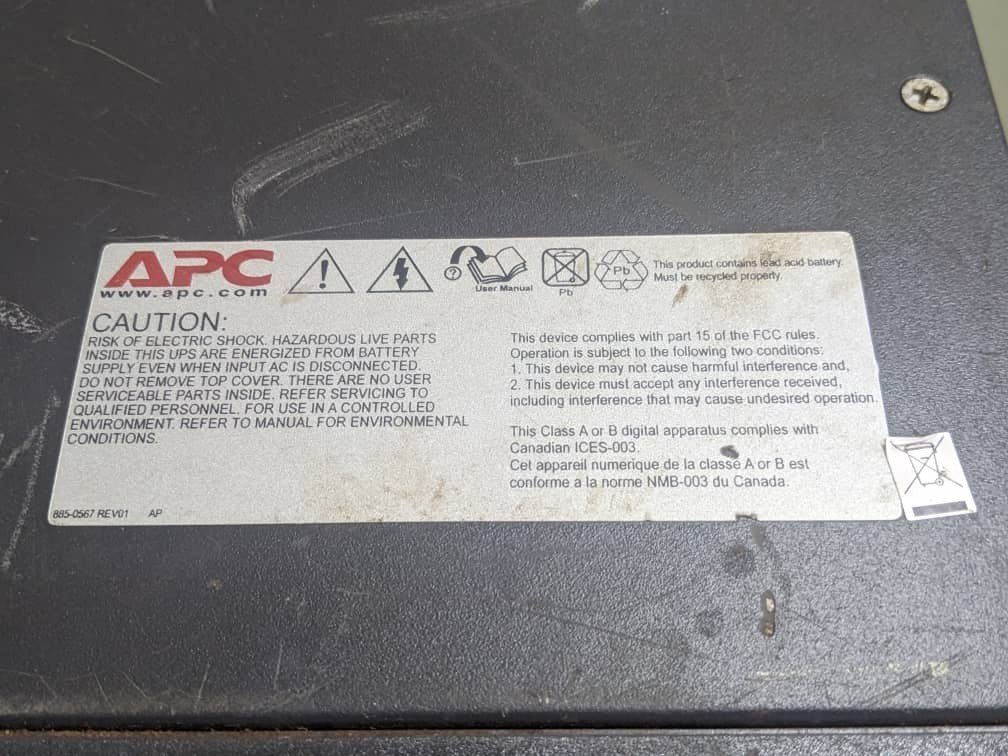 APC
www.apc.com
?
User Manual
Pb
Pb
This product contains lead acid battery.
Must be recycled properly.
CAUTION:
RISK OF ELECTRIC SHOCK. HAZARDOUS LIVE PARTS
INSIDE THIS UPS ARE ENERGIZED FROM BATTERY
SUPPLY EVEN WHEN INPUT AC IS DISCONNECTED.
DO NOT REMOVE TOP COVER. THERE ARE NO USER
SERVICEABLE PARTS INSIDE. REFER SERVICING TO
QUALIFIED PERSONNEL. FOR USE IN A CONTROLLED
ENVIRONMENT. REFER TO MANUAL FOR ENVIRONMENTAL
CONDITIONS.
885-0567 REV01 AP
This device complies with part 15 of the FCC rules.
Operation is subject to the following two conditions:
1. This device may not cause harmful interference and,
2. This device must accept any interference received,
including interference that may cause undesired operation.
This Class A or B digital apparatus complies with
Canadian ICES-003.
Cet appareil numerique de la classe A or B est
conforme a la norme NMB-003 du Canada.